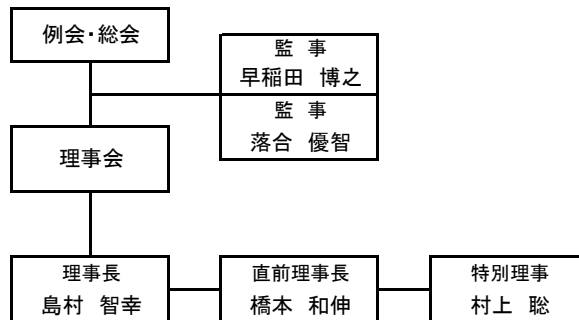 例会・総会
監 事
早稲田 博之
監 事
落合 優智
理事会
理事長
島村 智幸
直前理事長
橋本 和伸
特別理事
村上 聡